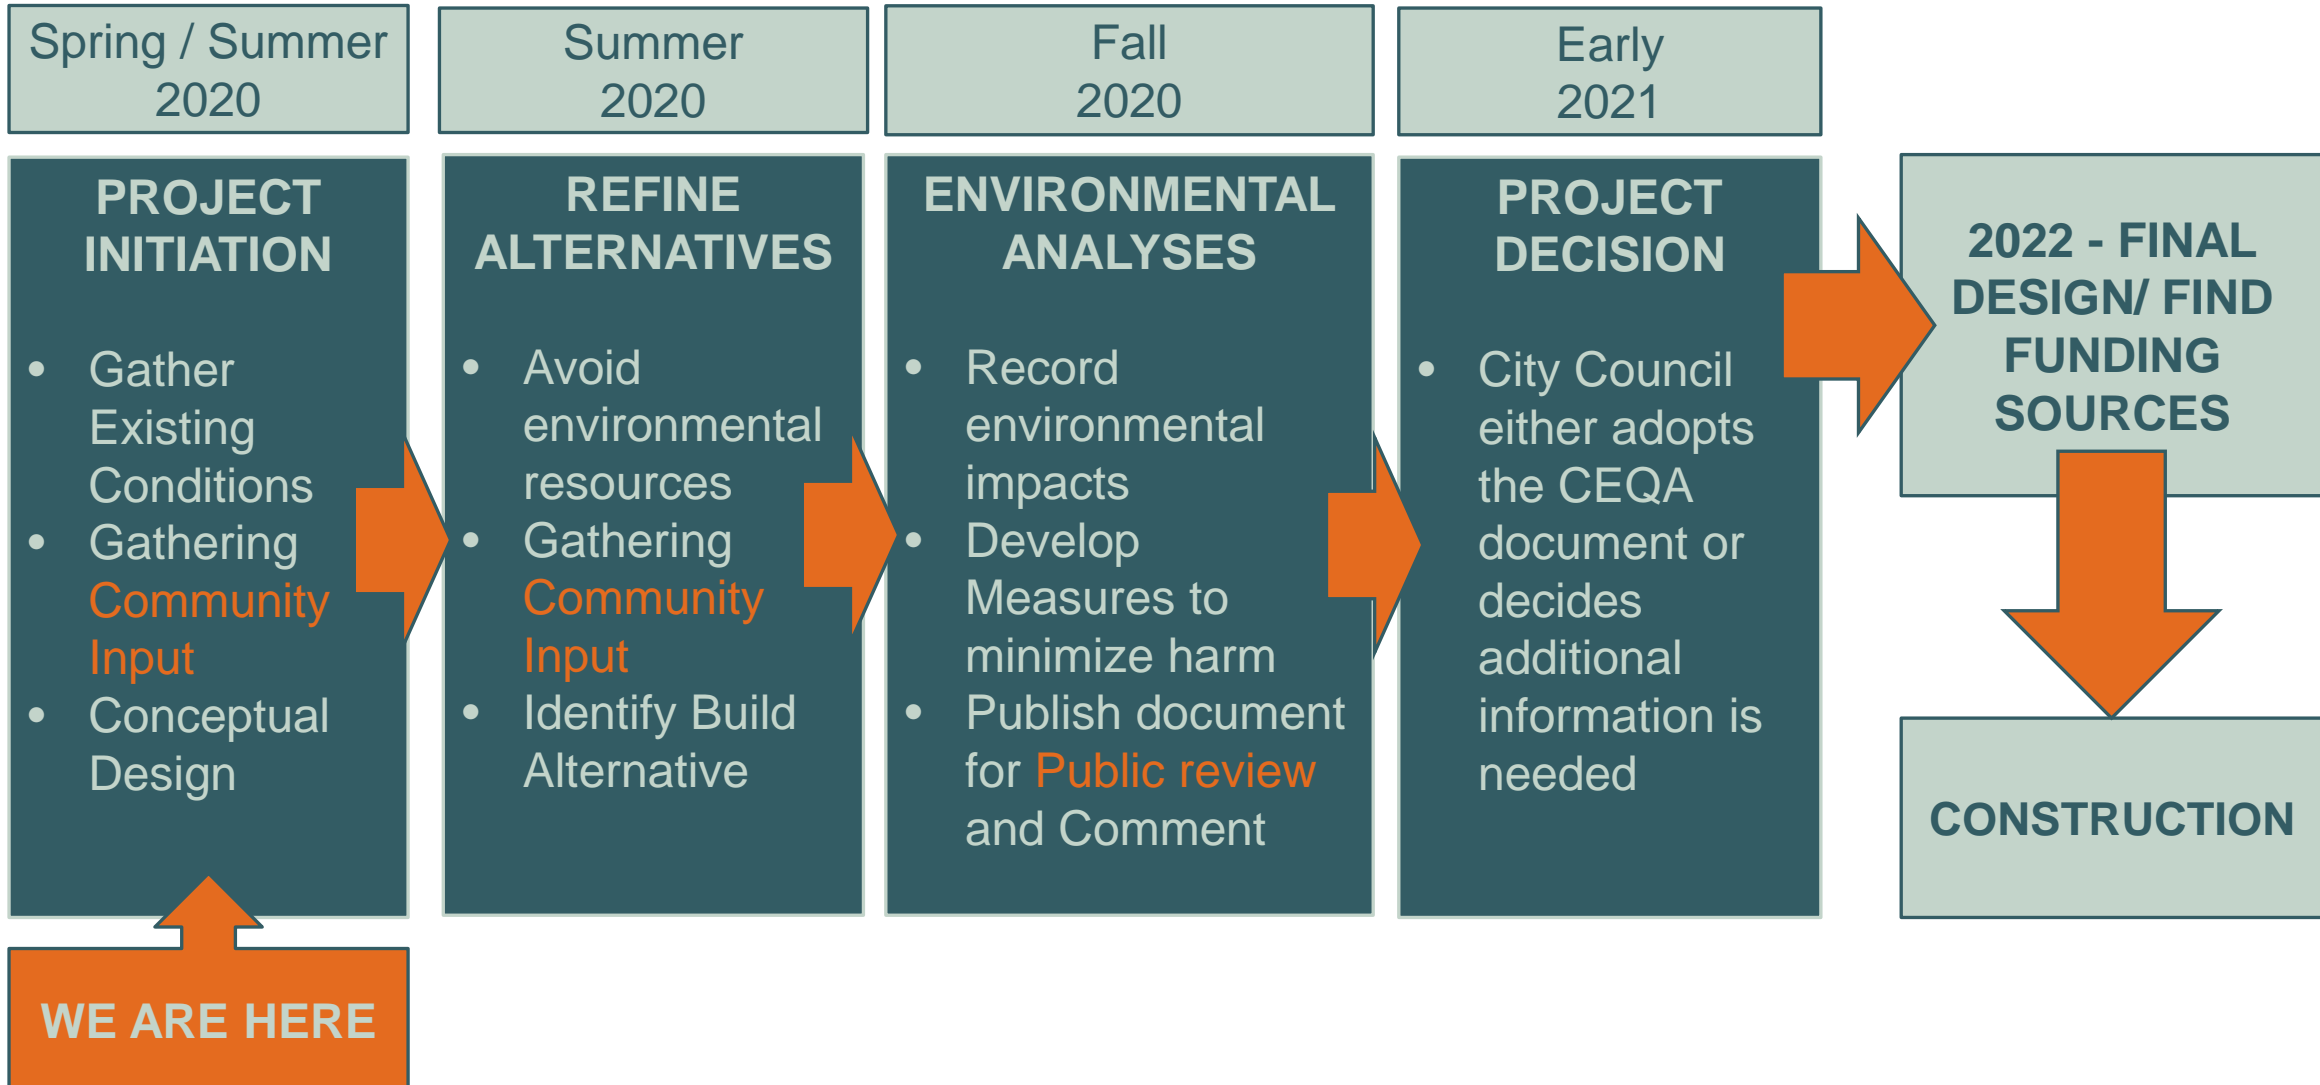 Spring / Summer
2020
Summer
2020
Fall
2020
Early
2021
PROJECT
INITIATION
• Gather
Existing
Conditions
• Gathering
Community
Input
• Conceptual
Design
REFINE
ALTERNATIVES
• Avoid
environmental
resources
• Gathering
Community
Input
• Identify Build
Alternative
ENVIRONMENTAL
ANALYSES
• Record
environmental
impacts
• Develop
Measures to
minimize harm
• Publish document
for Public review
and Comment
PROJECT
DECISION
• City Council
either adopts
the CEQA
document or
decides
additional
information is
needed
2022 - FINAL
DESIGN/ FIND
FUNDING
SOURCES
CONSTRUCTION
WE ARE HERE